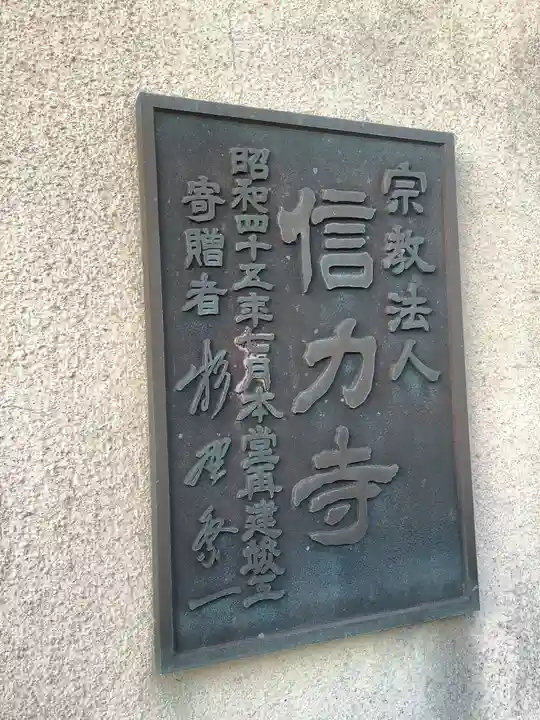 宗教法人
信力寺
昭和四十五年七月本堂再建竣工
寄贈者